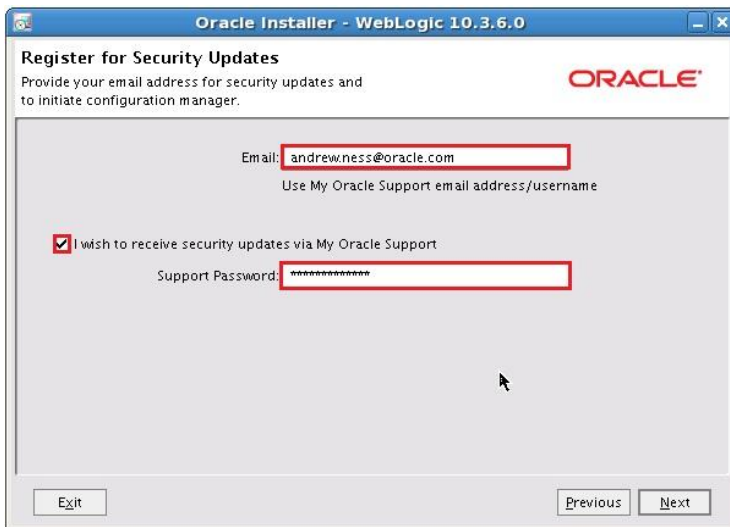 Oracle Installer - WebLogic 10.3.6.0
Register for Security Updates
Provide your email address for security updates and
to initiate configuration manager.
ORACLE
Email: andrew.ness@oracle.com
Use My Oracle Support email address/username
I wish to receive security updates via My Oracle Support
Support Password: *************
Exit
Previous
Next